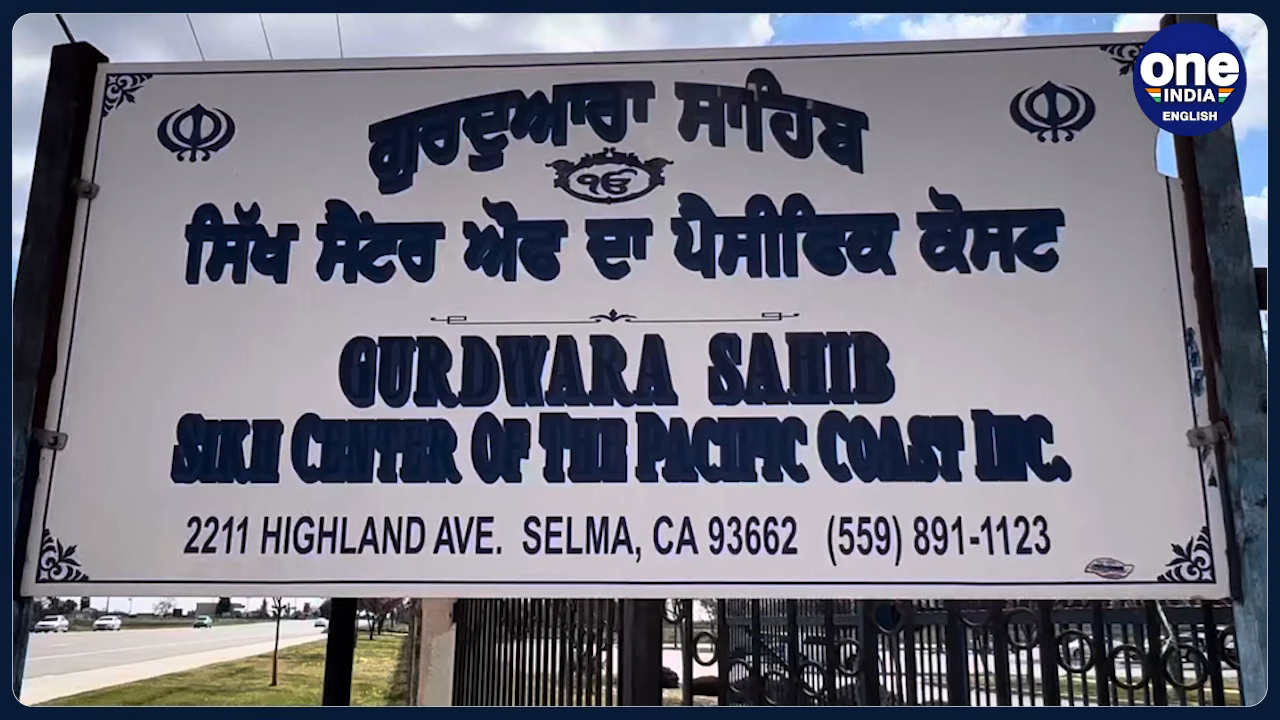 ਗੁਰਦੁਆਰਾ ਸਾਹਿਬ
ੴ
ਸਿੱਖ ਸੈਂਟਰ ਔਫ ਦਾ ਪੈਸੀਫਿਕ ਕੋਸਟ
GURDWARA SAHIB
SIKH CENTER OF THE PACIFIC COAST INC.
2211 HIGHLAND AVE. SELMA, CA 93662 (559) 891-1123
one
INDIA
ENGLISH